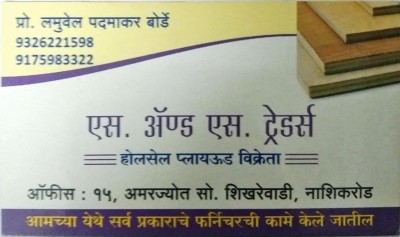 प्रो. लमुवेल पदमाकर बोर्डे
9326221598
9175983322
एस. ॲण्ड एस. ट्रेडर्स
होलसेल प्लायऊड विक्रेता
ऑफीस : १५, अमरज्योत सो. शिखरेवाडी, नाशिकरोड
आमच्या येथे सर्व प्रकाराचे फर्निचरची कामे केले जातील